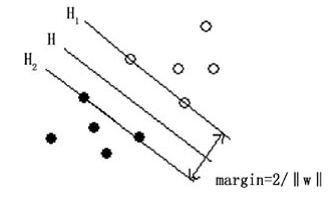 H₁
H
H₂
margin=2/‖w‖